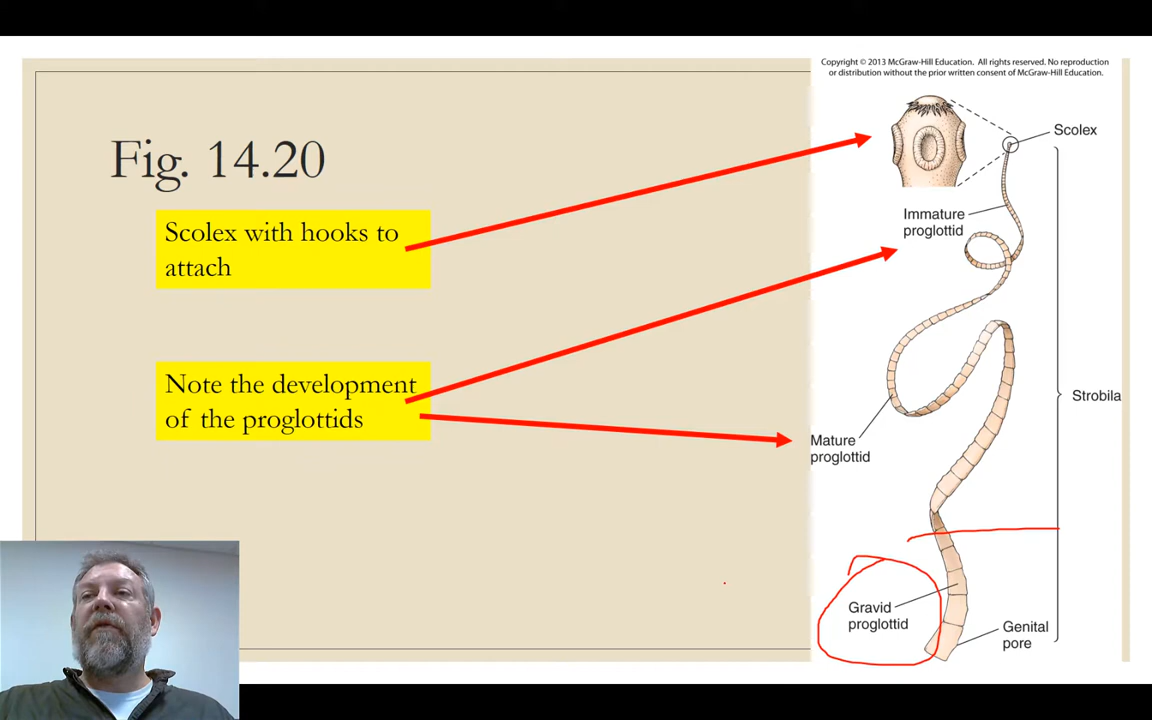 Copyright © 2013 McGraw-Hill Education. All rights reserved. No reproduction
or distribution without the prior written consent of McGraw-Hill Education.
Fig. 14.20
Scolex with hooks to
attach
Note the development
of the proglottids
Scolex
Immature
proglottid
Strobila
Mature
proglottid
Gravid
proglottid
Genital
pore